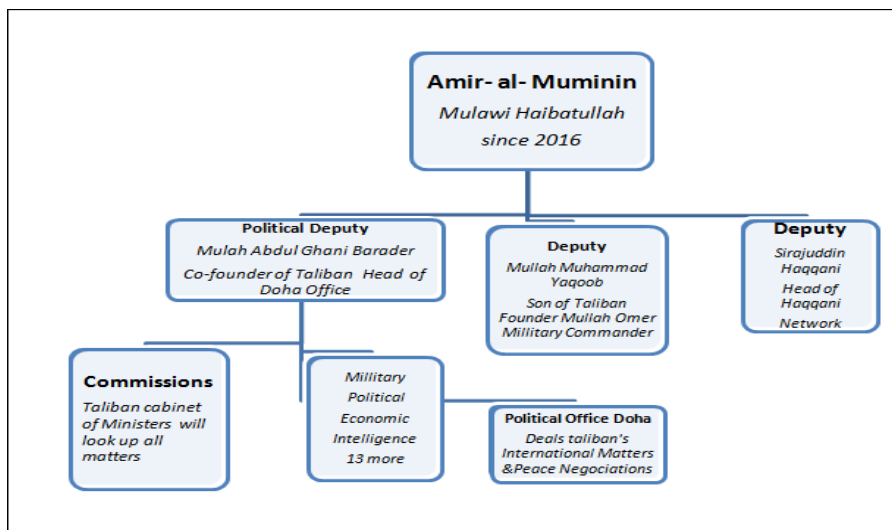 Amir- al- Muminin
Mulawi Haibatullah
since 2016
Political Deputy
Mulah Abdul Ghani Barader
Co-founder of Taliban Head of
Doha Office
Deputy
Mullah Muhammad
Yaqoob
Son of Taliban
Founder Mullah Omer
Millitary Commander
Deputy
Sirajuddin
Haqqani
Head of
Haqqani
Network
Commissions
Taliban cabinet
of Ministers will
look up all
matters
Millitary
Political
Economic
Intelligence
13 more
Political Office Doha
Deals taliban's
International Matters
&Peace Negociations